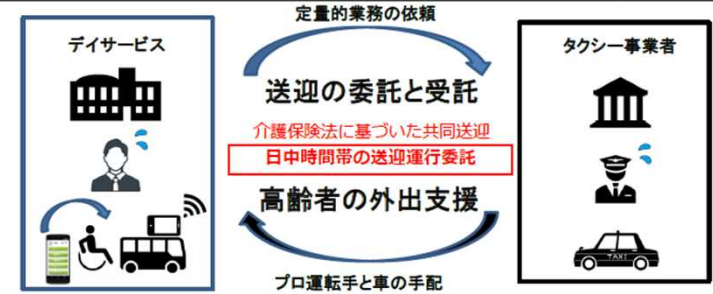 定量的業務の依頼
デイサービス
タクシー事業者
送迎の委託と受託
介護保険法に基づいた共同送迎
日中時間帯の送迎運行委託
高齢者の外出支援
TAXI
プロ運転手と車の手配